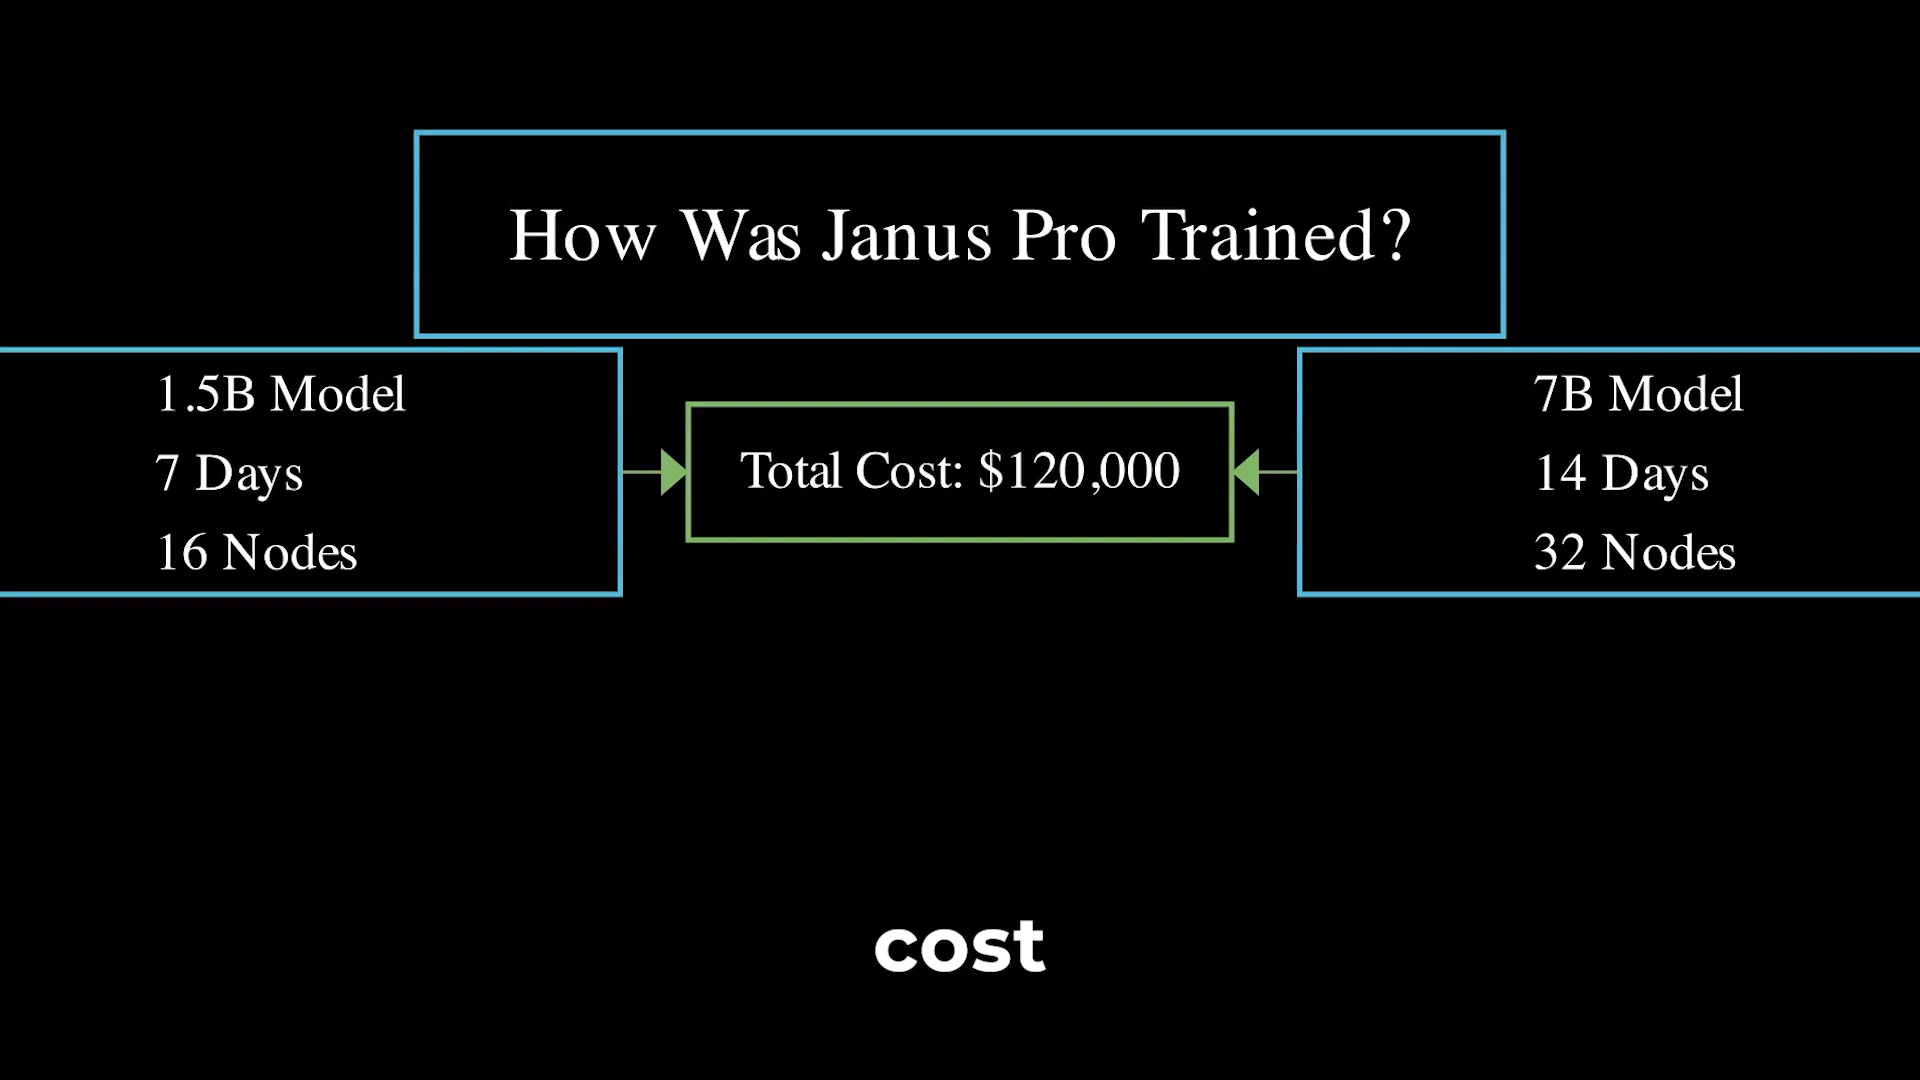 How Was Janus Pro Trained?
1.5B Model
7 Days
16 Nodes
Total Cost: $120,000
7B Model
14 Days
32 Nodes
cost